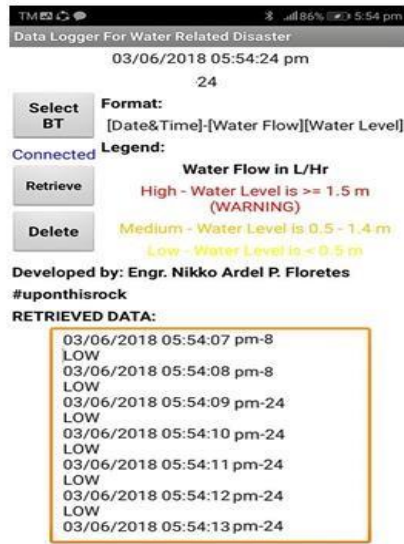 TM 86% 5:54 pm
Data Logger For Water Related Disaster
03/06/2018 05:54:24 pm
-24
Select BT
Format:
[Date&Time]-[Water Flow][Water Level]
Connected
Legend:
Water Flow in L/Hr
Retrieve
High - Water Level is >= 1.5 m
(WARNING)
Delete
Medium - Water Level is 0.5 - 1.4 m
Low - Water Level is < 0.5 m
Developed by: Engr. Nikko Ardel P. Floretes
#uponthisrock
RETRIEVED DATA:
03/06/2018 05:54:07 pm-8
LOW
03/06/2018 05:54:08 pm-8
LOW
03/06/2018 05:54:09 pm-24
LOW
03/06/2018 05:54:10 pm-24
LOW
03/06/2018 05:54:11 pm-24
LOW
03/06/2018 05:54:12 pm-24
LOW
03/06/2018 05:54:13 pm-24